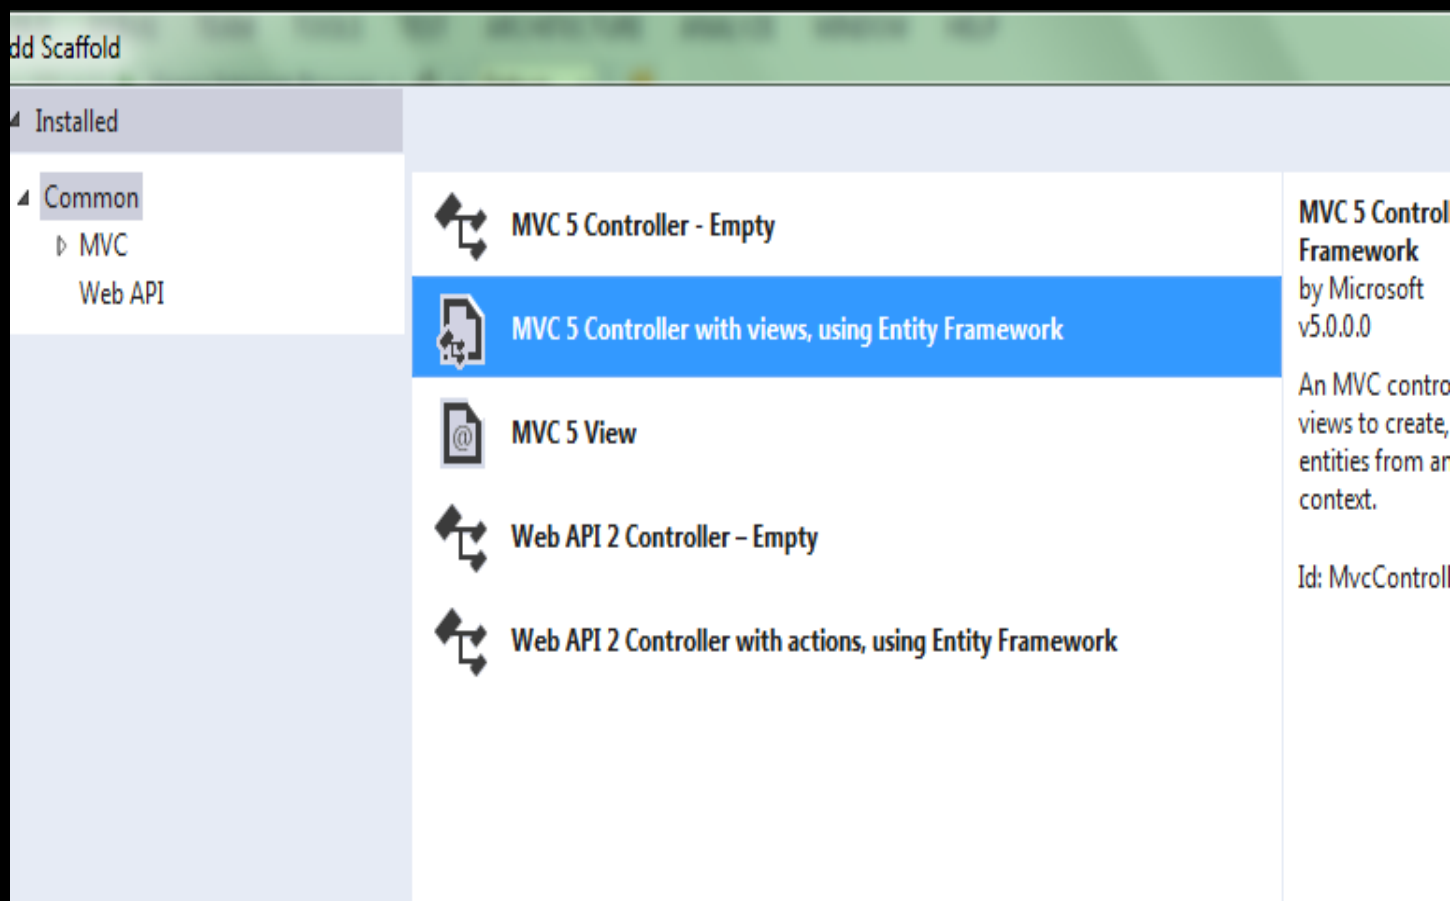 dd Scaffold
Installed
Common
MVC
Web API
MVC 5 Controller - Empty
MVC 5 Controller with views, using Entity Framework
MVC 5 View
Web API 2 Controller – Empty
Web API 2 Controller with actions, using Entity Framework
MVC 5 Controll
Framework
by Microsoft
v5.0.0.0
An MVC contro
views to create,
entities from an
context.
Id: MvcControll